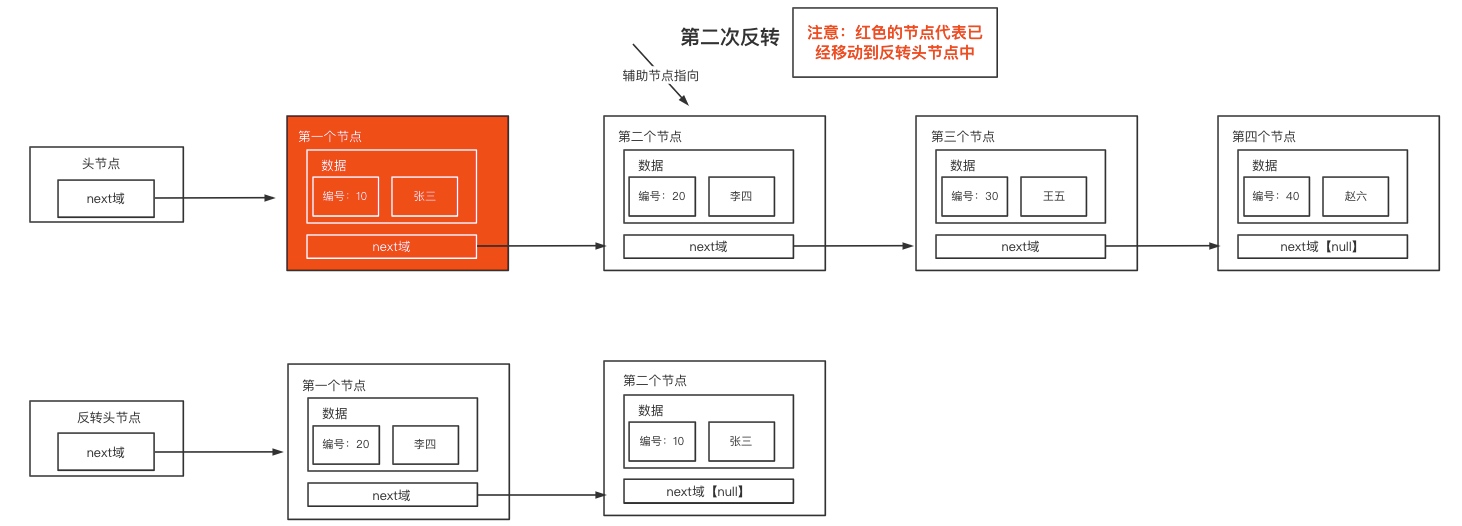 第二次反转
注意：红色的节点代表已
经移动到反转头节点中
辅助节点指向
头节点
next域
第一个节点
数据
编号：10
张三
next域
第二个节点
数据
编号：20
李四
next域
第三个节点
数据
编号：30
王五
next域
第四个节点
数据
编号：40
赵六
next域【null】
反转头节点
next域
第一个节点
数据
编号：20
李四
next域
第二个节点
数据
编号：10
张三
next域【null】